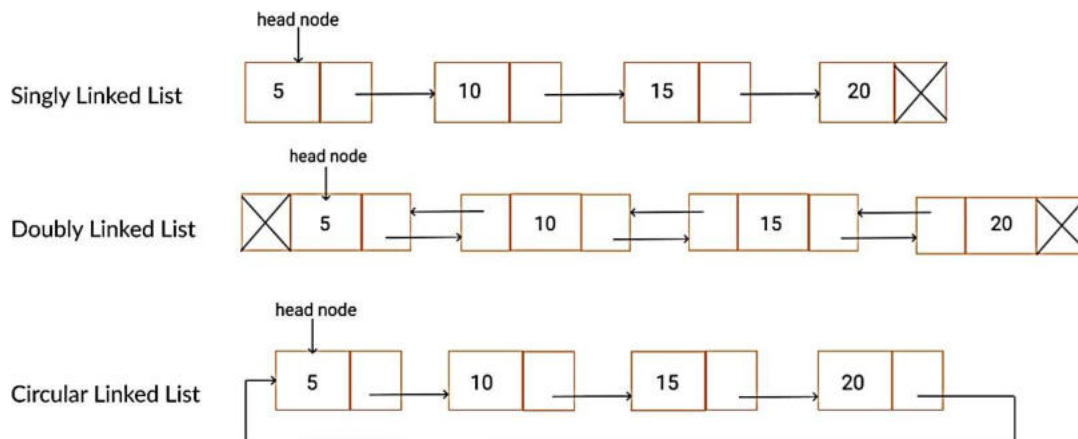 head node
Singly Linked List
5 10 15 20
head node
Doubly Linked List
5 10 15 20
head node
Circular Linked List
5 10 15 20